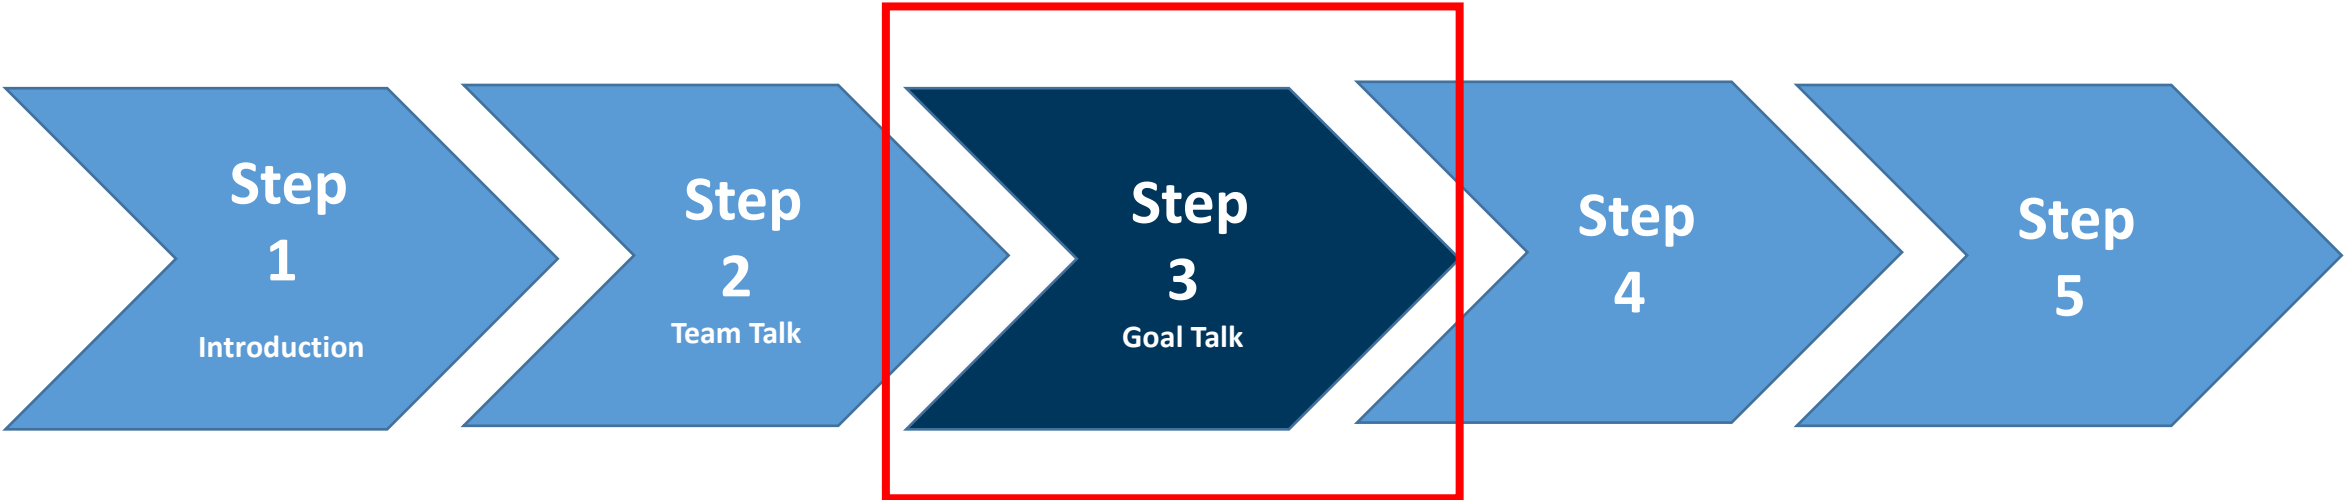 Step
1
Introduction
Step
2
Team Talk
Step
3
Goal Talk
Step
4
Step
5